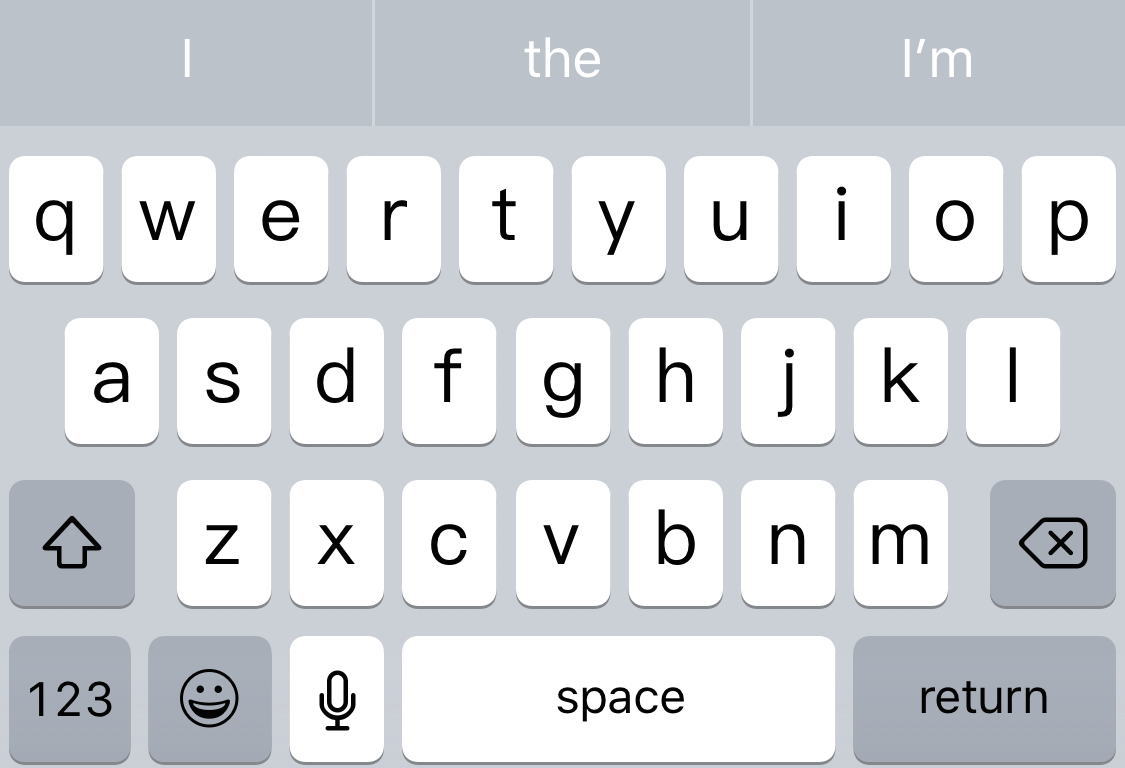 I the I’m
q w e r t y u i o p
a s d f g h j k l
z x c v b n m
123 space return